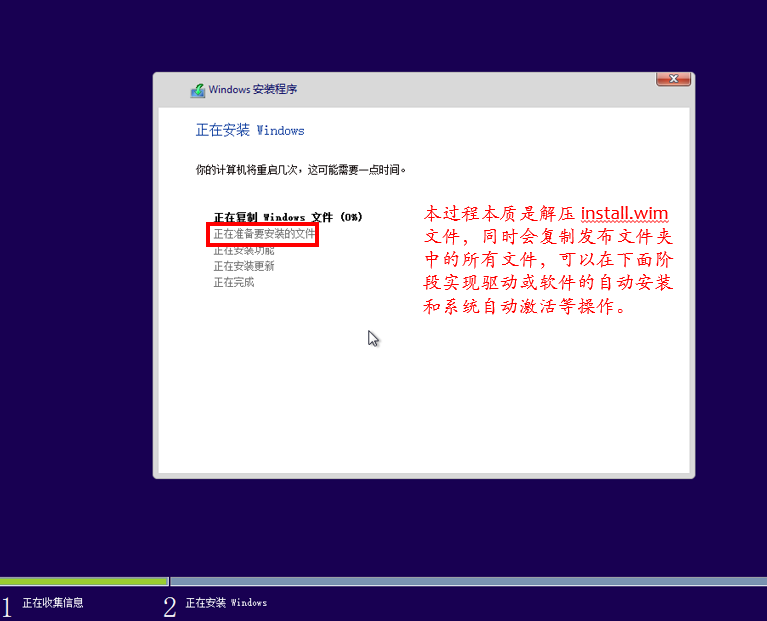 Windows 安装程序
正在安装 Windows
你的计算机将重启几次，这可能需要一点时间。
正在复制 Windows 文件 (0%)
正在准备要安装的文件
正在安装功能
正在安装更新
正在完成
本过程本质是解压 install.wim
文件，同时会复制发布文件夹
中的所有文件，可以在下面阶
段实现驱动或软件的自动安装
和系统自动激活等操作。
1 正在收集信息
2 正在安装 Windows